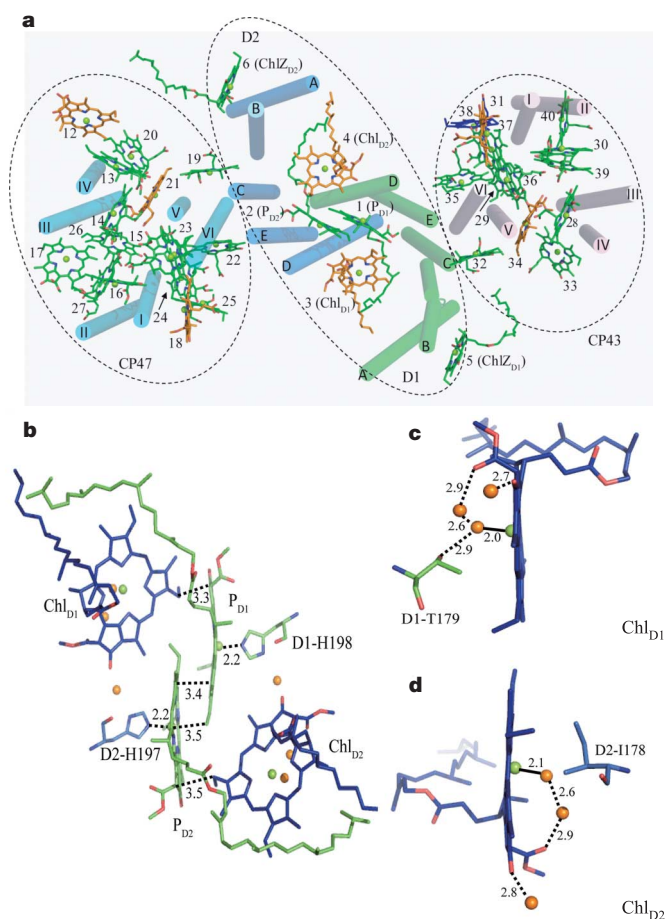 a
D2
6 (ChlZD2)
A
B
12
20
13
19
21
IV
14
III
V
C
26
15
23
VI
17
22
16
27
I
24
25
II
18
CP47
4 (ChlD2)
D
2 (PD2)
1 (PD1)
E
E
D
C
3 (ChlD1)
B
A
D1
5 (ChlZD1)
31
38
37
I
II
40
30
39
35
VI
36
III
29
V
28
IV
34
32
33
CP43
b
ChlD1
PD1
3.3
D1-H198
2.2
3.4
2.2
3.5
D2-H197
ChlD2
3.5
PD2
c
2.9
2.7
2.6
2.0
2.9
D1-T179
ChlD1
d
D2-I178
2.1
2.6
2.9
2.8
ChlD2